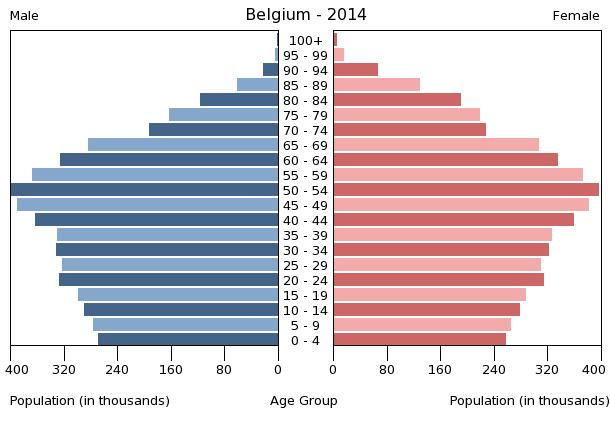 Male Belgium - 2014 Female
100+
95 - 99
90 - 94
85 - 89
80 - 84
75 - 79
70 - 74
65 - 69
60 - 64
55 - 59
50 - 54
45 - 49
40 - 44
35 - 39
30 - 34
25 - 29
20 - 24
15 - 19
10 - 14
5 - 9
0 - 4
400 320 240 160 80 0 0 80 160 240 320 400
Population (in thousands) Age Group Population (in thousands)